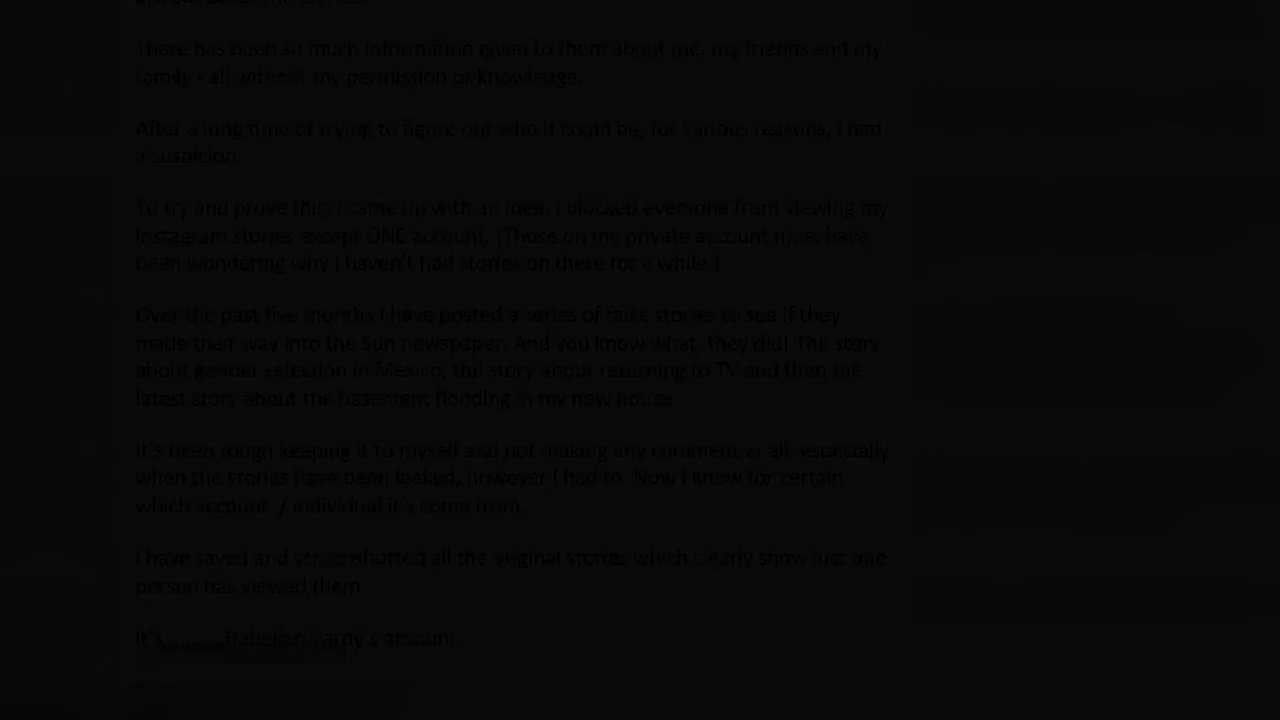 There has been so much information given to them about me, my friends and my
family - all without my permission or knowledge.
After a long time of trying to figure out who it could be, for various reasons, I had
a suspicion.
To try and prove this, I came up with an idea. I blocked everyone from viewing my
Instagram stories except ONE account. (Those on my private account must have
been wondering why I haven't had stories on there for a while.)
Over the past five months I have posted a series of false stories to see if they
made their way into the Sun newspaper. And you know what, they did! The story
about gender selection in Mexico, the story about returning to TV and then the
latest story about the basement flooding in my new house.
It's been tough keeping it to myself and not making any comment at all, especially
when the stories have been leaked, however I had to. Now I know for certain
which account / individual it's come from.
I have saved and screenshotted all the original stories which clearly show just one
person has viewed them.
It's ......... Rebekah Vardy's account.